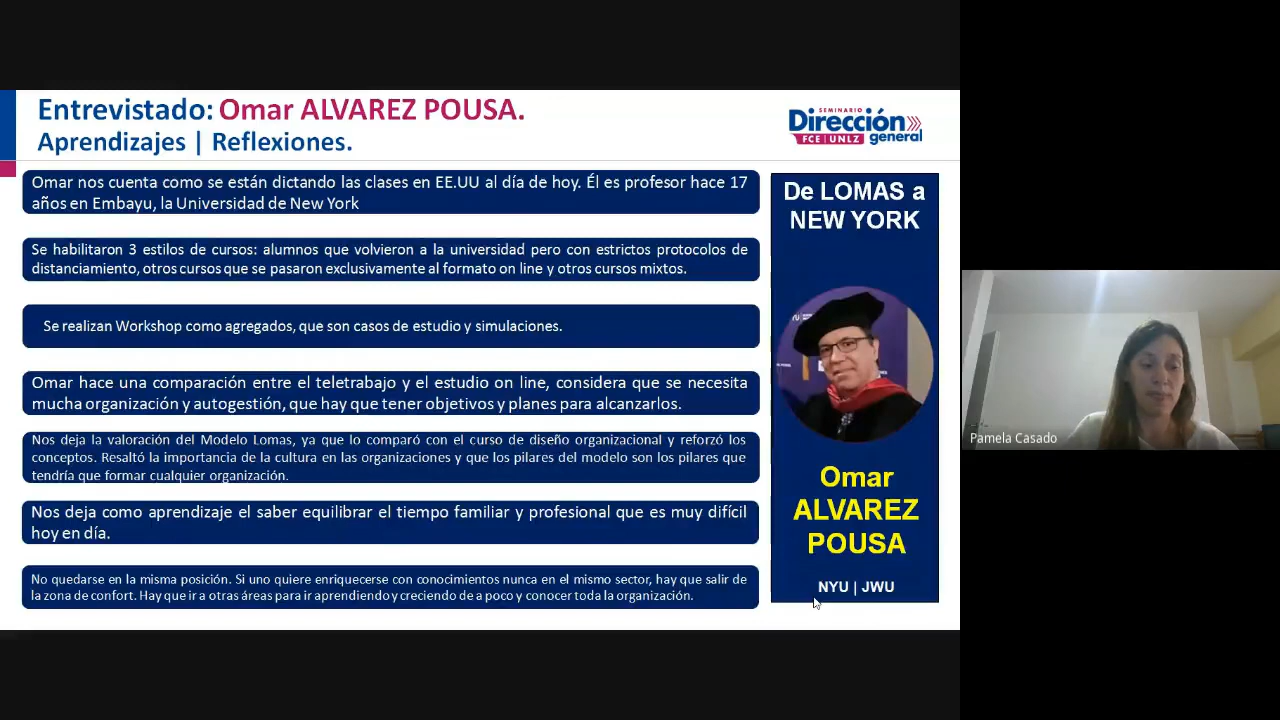 Entrevistado: Omar ALVAREZ POUSA.
Aprendizajes | Reflexiones.
SEMINARIO
Dirección
FCE | UNLZ general
Omar nos cuenta como se están dictando las clases en EE.UU al día de hoy. Él es profesor hace 17
años en Embayu, la Universidad de New York
Se habilitaron 3 estilos de cursos: alumnos que volvieron a la universidad pero con estrictos protocolos de
distanciamiento, otros cursos que se pasaron exclusivamente al formato on line y otros cursos mixtos.
Se realizan Workshop como agregados, que son casos de estudio y simulaciones.
Omar hace una comparación entre el teletrabajo y el estudio on line, considera que se necesita
mucha organización y autogestión, que hay que tener objetivos y planes para alcanzarlos.
Nos deja la valoración del Modelo Lomas, ya que lo comparó con el curso de diseño organizacional y reforzó los
conceptos. Resaltó la importancia de la cultura en las organizaciones y que los pilares del modelo son los pilares que
tendría que formar cualquier organización.
Nos deja como aprendizaje el saber equilibrar el tiempo familiar y profesional que es muy difícil
hoy en día.
No quedarse en la misma posición. Si uno quiere enriquecerse con conocimientos nunca en el mismo sector, hay que salir de
la zona de confort. Hay que ir a otras áreas para ir aprendiendo y creciendo de a poco y conocer toda la organización.
De LOMAS a
NEW YORK
Omar
ALVAREZ
POUSA
NYU | JWU
Pamela Casado